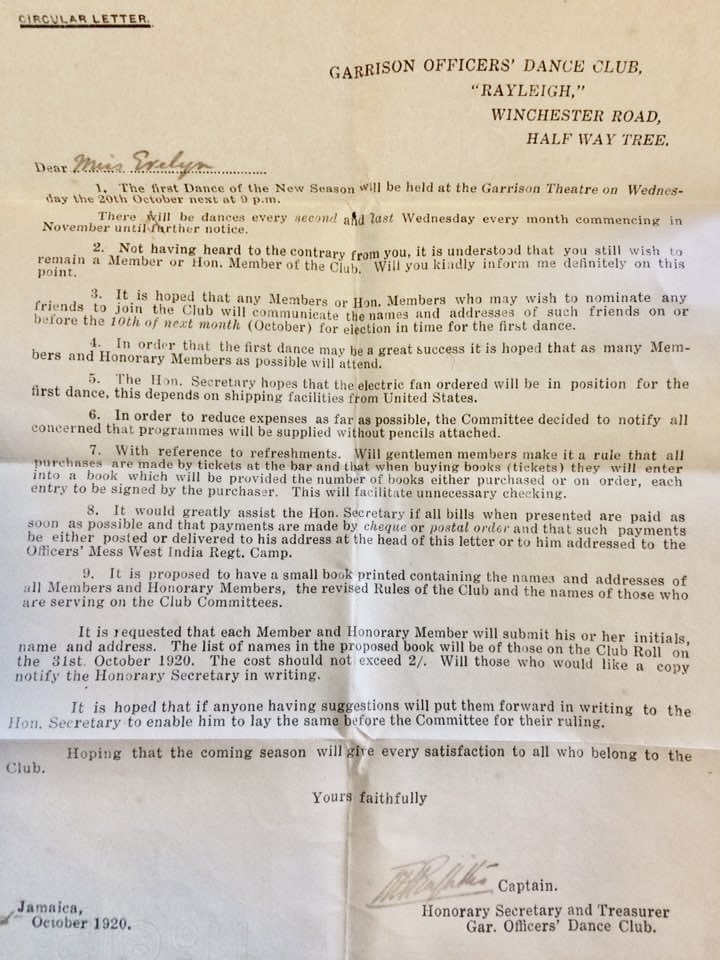 CIRCULAR LETTER.
GARRISON OFFICERS' DANCE CLUB,
"RAYLEIGH,"
WINCHESTER ROAD,
HALF WAY TREE.
Dear Miss Evelyn
1. The first Dance of the New Season will be held at the Garrison Theatre on Wednes-
day the 20th October next at 9 p.m.
There will be dances every second and last Wednesday every month commencing in
November until further notice.
2. Not having heard to the contrary from you, it is understood that you still wish to
remain a Member or Hon. Member of the Club. Will you kindly inform me definitely on this
point.
3. It is hoped that any Members or Hon. Members who may wish to nominate any
friends to join the Club will communicate the names and addresses of such friends on or
before the 10th of next month (October) for election in time for the first dance.
4. In order that the first dance may be a great success it is hoped that as many Mem-
bers and Honorary Members as possible will attend.
5. The Hon. Secretary hopes that the electric fan ordered will be in position for the
first dance, this depends on shipping facilities from United States.
6. In order to reduce expenses as far as possible, the Committee decided to notify all
concerned that programmes will be supplied without pencils attached.
7. With reference to refreshments. Will gentlemen members make it a rule that all
purchases are made by tickets at the bar and that when buying books (tickets) they will enter
into a book which will be provided the number of books either purchased or on order, each
entry to be signed by the purchaser. This will facilitate unnecessary checking.
8. It would greatly assist the Hon. Secretary if all bills when presented are paid as
soon as possible and that payments are made by cheque or postal order and that such payments
be either posted or delivered to his address at the head of this letter or to him addressed to the
Officers' Mess West India Regt. Camp.
9. It is proposed to have a small book printed containing the names and addresses of
all Members and Honorary Members, the revised Rules of the Club and the names of those who
are serving on the Club Committees.
It is requested that each Member and Honorary Member will submit his or her initials,
name and address. The list of names in the proposed book will be of those on the Club Roll on
the 31st. October 1920. The cost should not exceed 2/. Will those who would like a copy
notify the Honorary Secretary in writing.
It is hoped that if anyone having suggestions will put them forward in writing to the
Hon. Secretary to enable him to lay the same before the Committee for their ruling.
Hoping that the coming season will give every satisfaction to all who belong to the
Club.
Yours faithfully
Captain.
Honorary Secretary and Treasurer
Gar. Officers' Dance Club.
Jamaica,
October 1920.